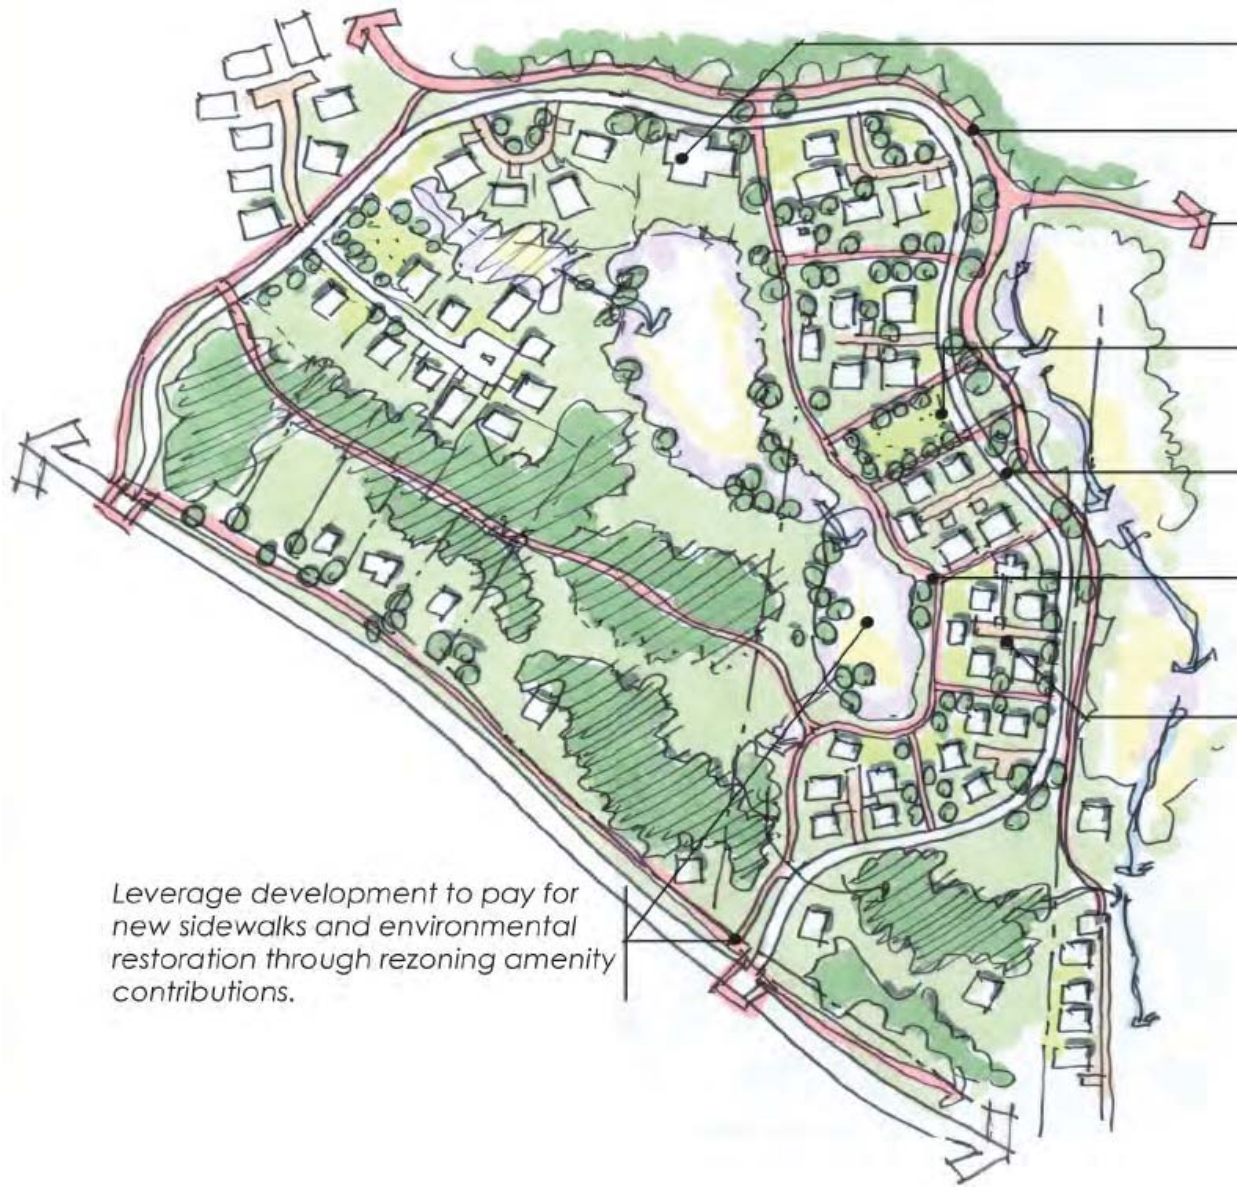 Leverage development to pay for
new sidewalks and environmental
restoration through rezoning amenity
contributions.